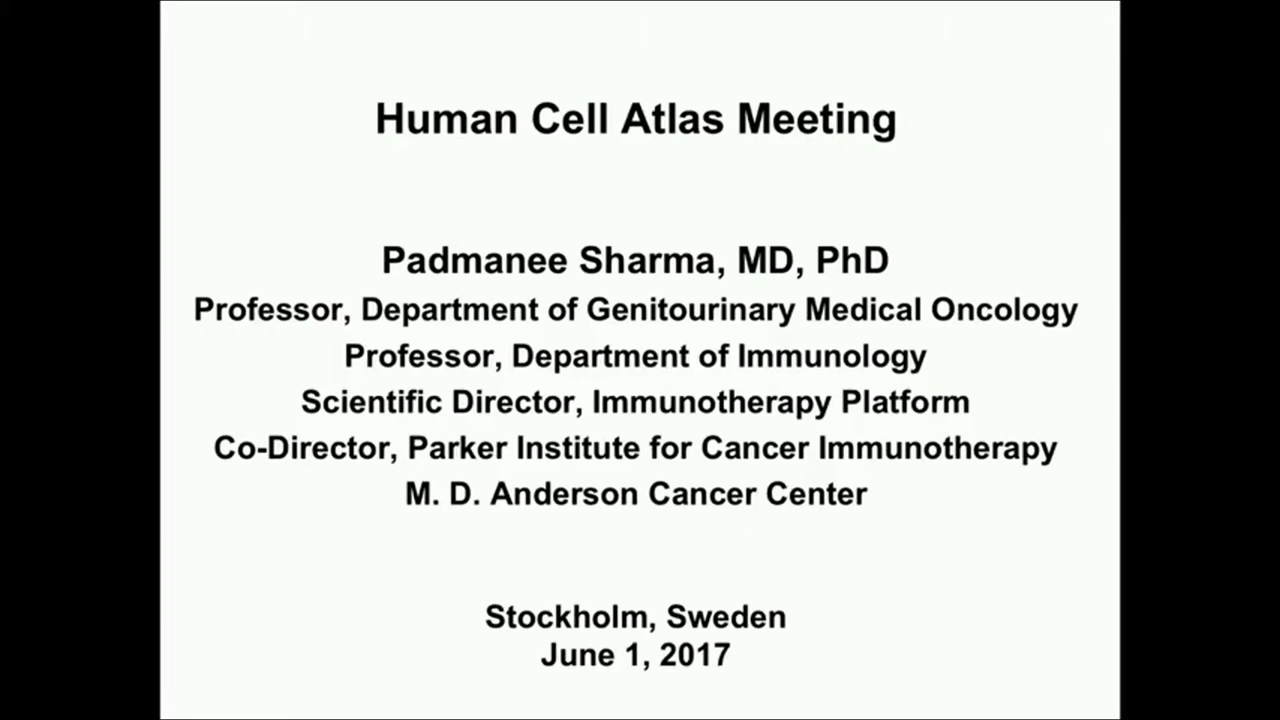 Human Cell Atlas Meeting
Padmanee Sharma, MD, PhD
Professor, Department of Genitourinary Medical Oncology
Professor, Department of Immunology
Scientific Director, Immunotherapy Platform
Co-Director, Parker Institute for Cancer Immunotherapy
M. D. Anderson Cancer Center
Stockholm, Sweden
June 1, 2017